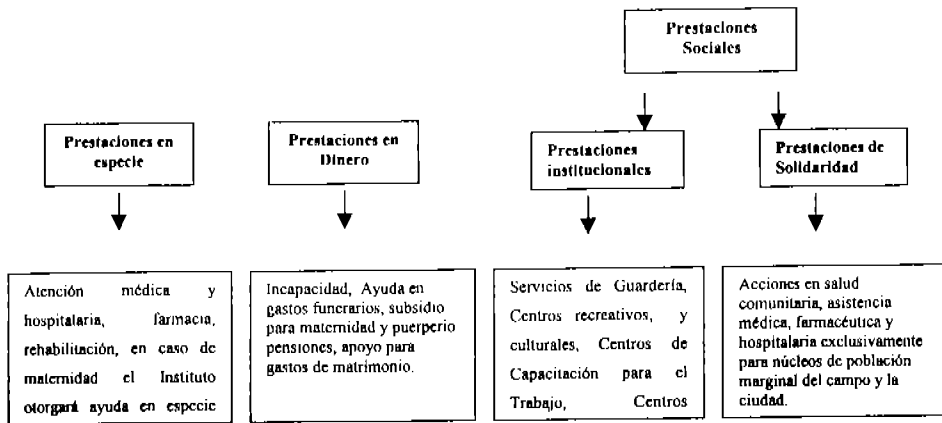 Prestaciones
Sociales
Prestaciones en
especie
Prestaciones en
Dinero
Prestaciones
institucionales
Prestaciones de
Solidaridad
Atención médica y
hospitalaria, farmacia,
rehabilitación, en caso de
maternidad el Instituto
otorgará ayuda en especie
Incapacidad, Ayuda en
gastos funerarios, subsidio
para maternidad y puerperio
pensiones, apoyo para
gastos de matrimonio.
Servicios de Guardería,
Centros recreativos, y
culturales, Centros de
Capacitación para el
Trabajo, Centros
Acciones en salud
comunitaria, asistencia
médica, farmacéutica y
hospitalaria exclusivamente
para núcleos de población
marginal del campo y la
ciudad.